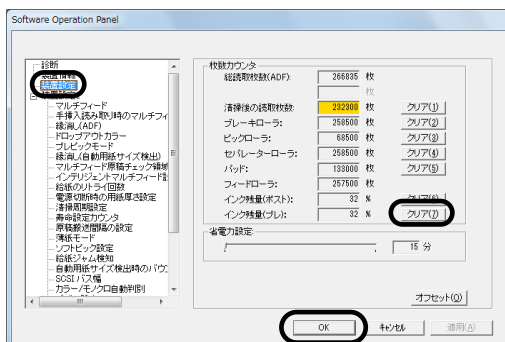 Software Operation Panel
診断
装置情報
装置設定
マルチフィード
手挿入読み取り時のマルチフィ
縁消し(ADF)
ドロップアウトカラー
プレピックモード
縁消し(自動用紙サイズ検出)
マルチフィード原稿チェック領域
インテリジェントマルチフィード設
給紙のリトライ回数
電源切断時の用紙厚さ設定
清掃周期設定
寿命設定カウンタ
原稿搬送間隔の設定
薄紙モード
ソフトピック設定
給紙ジャム検知
自動用紙サイズ検出時のバウ
SCSI バス幅
カラー/モノクロ自動判別
枚数カウンタ
総読取枚数(ADF): 266835 枚
枚
清掃後の読取枚数: 232300 枚 クリア(1)
ブレーキローラ: 258500 枚 クリア(2)
ピックローラ: 68500 枚 クリア(3)
セパレーターローラ: 258500 枚 クリア(4)
パッド: 133000 枚 クリア(5)
フィードローラ: 257500 枚
インク残量(ポスト): 32 % クリア(6)
インク残量(プレ): 32 % クリア(7)
省電力設定
15 分
オフセット(O)
OK キャンセル 適用(A)